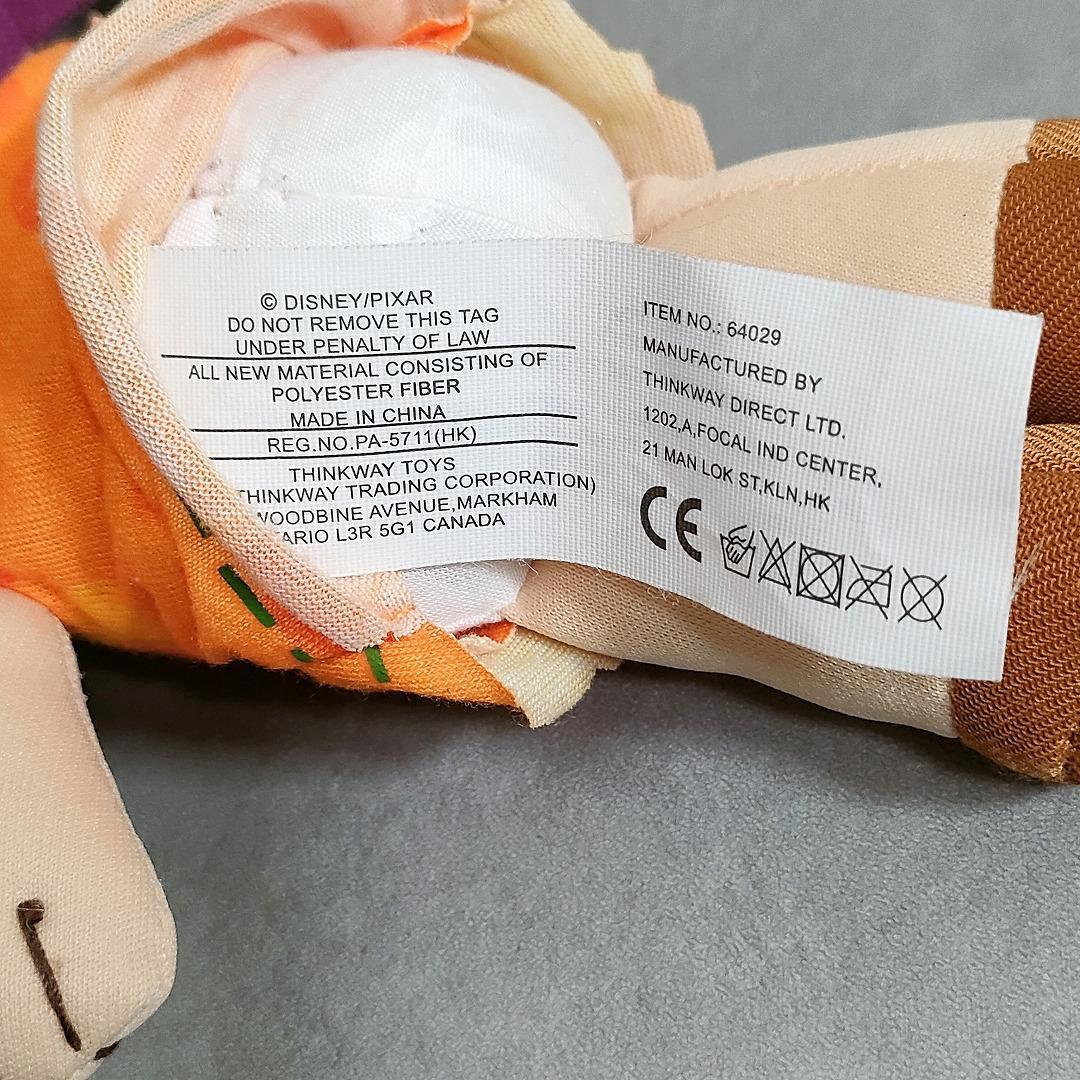 © DISNEY/PIXAR
DO NOT REMOVE THIS TAG
UNDER PENALTY OF LAW
ALL NEW MATERIAL CONSISTING OF
POLYESTER FIBER
MADE IN CHINA
REG.NO.PA-5711(HK)
THINKWAY TOYS
THINKWAY TRADING CORPORATION)
WOODBINE AVENUE,MARKHAM
L3R 5G1 CANADA
ITEM NO.: 64029
MANUFACTURED BY
THINKWAY DIRECT LTD.
1202,A,FOCAL IND CENTER,
21 MAN LOK ST,KLN,HK
CE